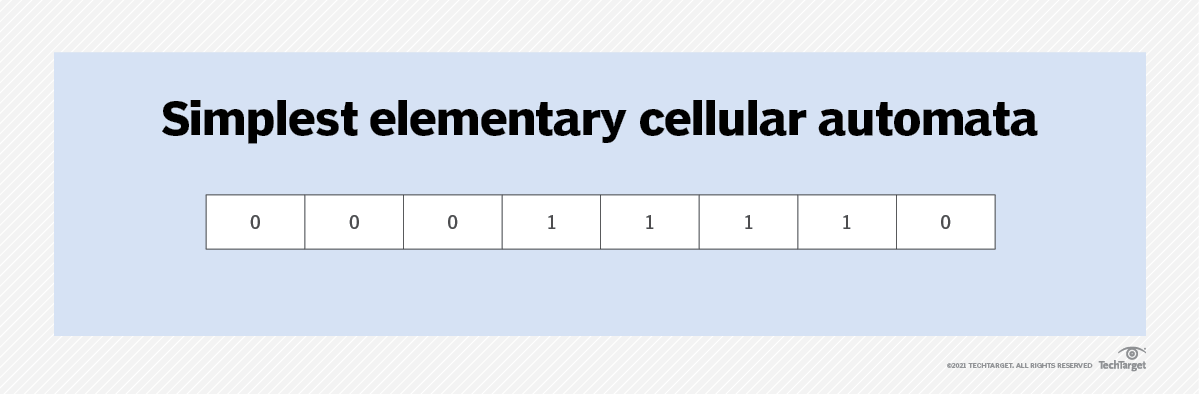 Simplest elementary cellular automata
0 0 0 1 1 1 1 0
©2021 TECHTARGET. ALL RIGHTS RESERVED TechTarget